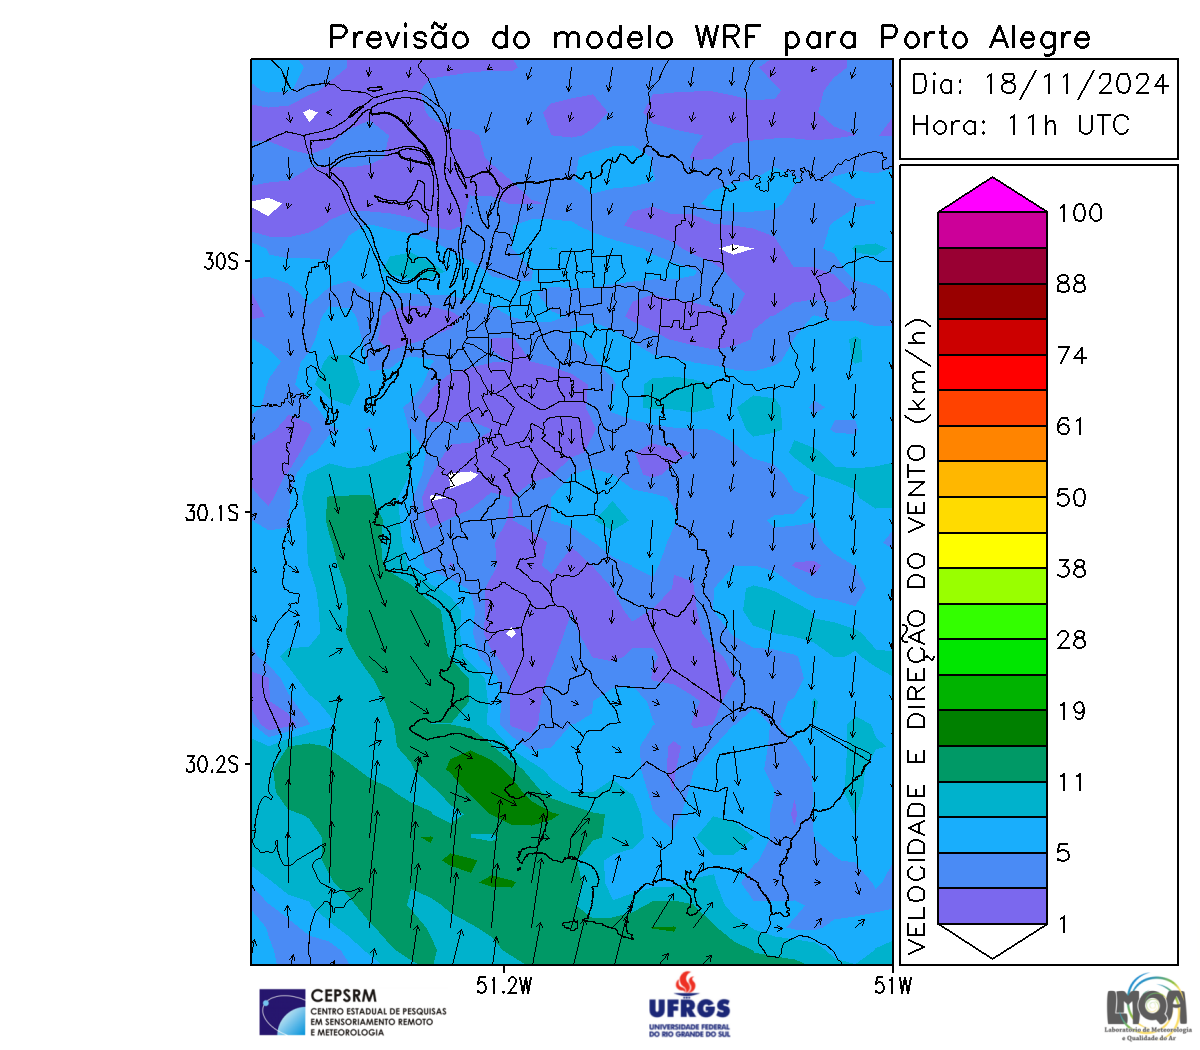 Previsão do modelo WRF para Porto Alegre
Dia: 18/11/2024
Hora: 11h UTC
30S
30.1S
30.2S
51.2W
51W
VELOCIDADE E DIREÇÃO DO VENTO (km/h)
100
88
74
61
50
38
28
19
11
5
1
CEPSRM
CENTRO ESTADUAL DE PESQUISAS
EM SENSORIAMENTO REMOTO
E METEOROLOGIA
UFRGS
UNIVERSIDADE FEDERAL
DO RIO GRANDE DO SUL
LMQA
Laboratório de Meteorologia
e Qualidade do Ar